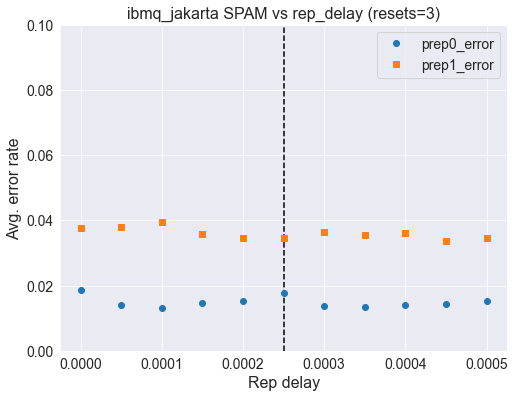 ibmq_jakarta SPAM vs rep_delay (resets=3)
prep0_error
prep1_error
Avg. error rate
0.10
0.08
0.06
0.04
0.02
0.00
0.0000 0.0001 0.0002 0.0003 0.0004 0.0005
Rep delay